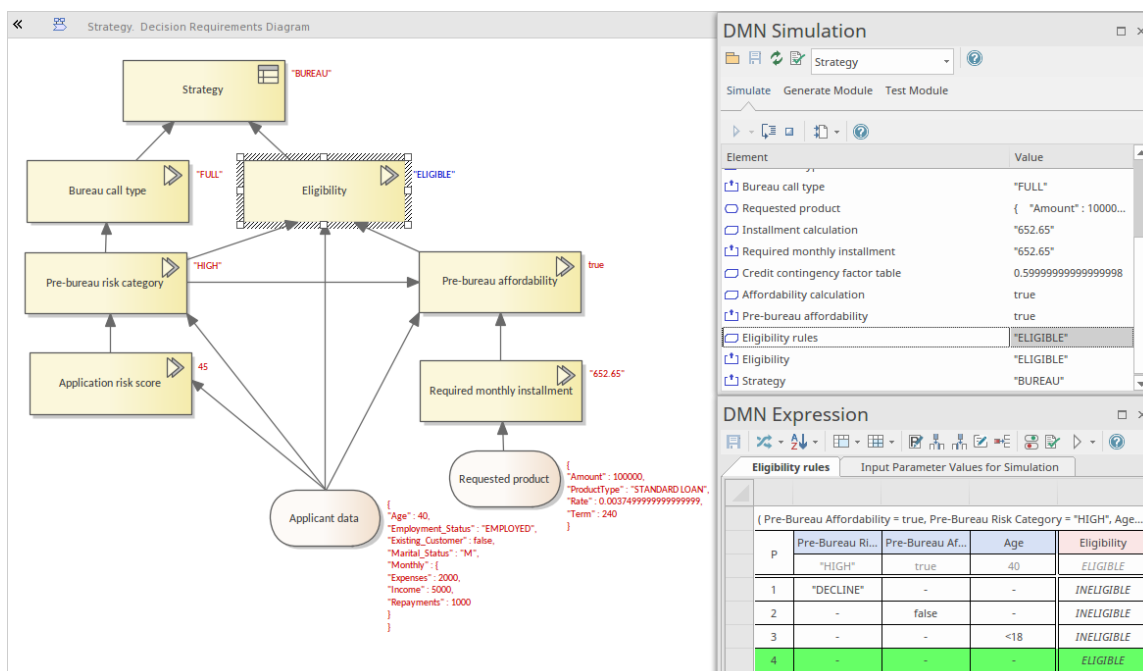 « Strategy. Decision Requirements Diagram
Strategy
"BUREAU"
Bureau call type
"FULL"
Eligibility
"ELIGIBLE"
Pre-bureau risk category
"HIGH"
Pre-bureau affordability
true
Application risk score
45
Required monthly installment
"652.65"
Requested product
{
"Amount" : 100000,
"ProductType" : "STANDARD LOAN",
"Rate" : 0.0037499999999999999,
"Term" : 240
}
Applicant data
{
"Age" : 40,
"Employment_Status" : "EMPLOYED",
"Existing_Customer" : false,
"Marital_Status" : "M",
"Monthly" : {
"Expenses" : 2000,
"Income" : 5000,
"Repayments" : 1000
}
}
DMN Simulation
Strategy
Simulate Generate Module Test Module
Element Value
Bureau call type "FULL"
Requested product { "Amount" : 10000...
Installment calculation "652.65"
Required monthly installment "652.65"
Credit contingency factor table 0.59999999999999998
Affordability calculation true
Pre-bureau affordability true
Eligibility rules "ELIGIBLE"
Eligibility "ELIGIBLE"
Strategy "BUREAU"
DMN Expression
Eligibility rules Input Parameter Values for Simulation
( Pre-Bureau Affordability = true, Pre-Bureau Risk Category = "HIGH", Age...
P Pre-Bureau Ri... Pre-Bureau Af... Age Eligibility
"HIGH" true 40 ELIGIBLE
1 "DECLINE" - - INELIGIBLE
2 - false - INELIGIBLE
3 - - <18 INELIGIBLE
4 - - - ELIGIBLE